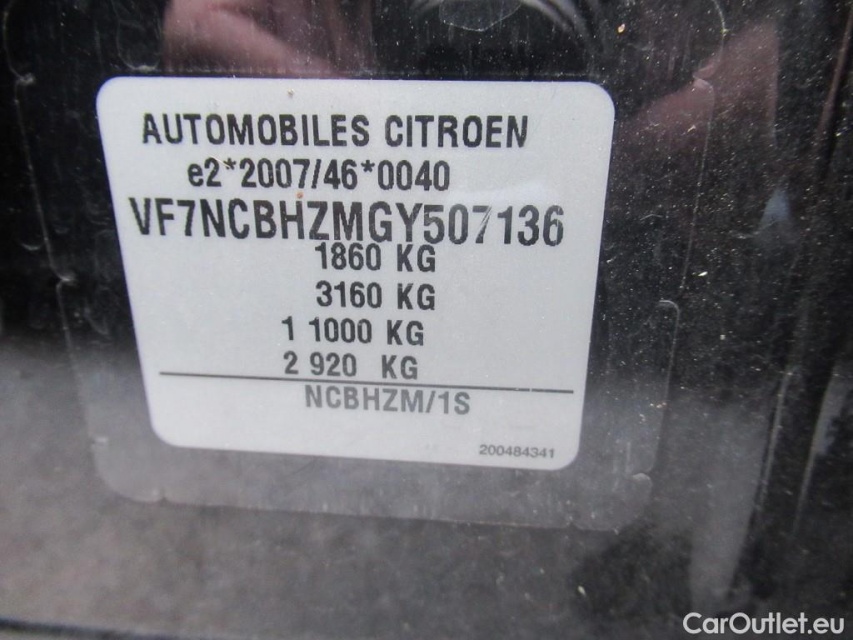 AUTOMOBILES CITROEN
e2*2007/46*0040
VF7NCBHZMGY507136
1860 KG
3160 KG
1 1000 KG
2 920 KG
NCBHZM/1S
200484341
CarOutlet.eu